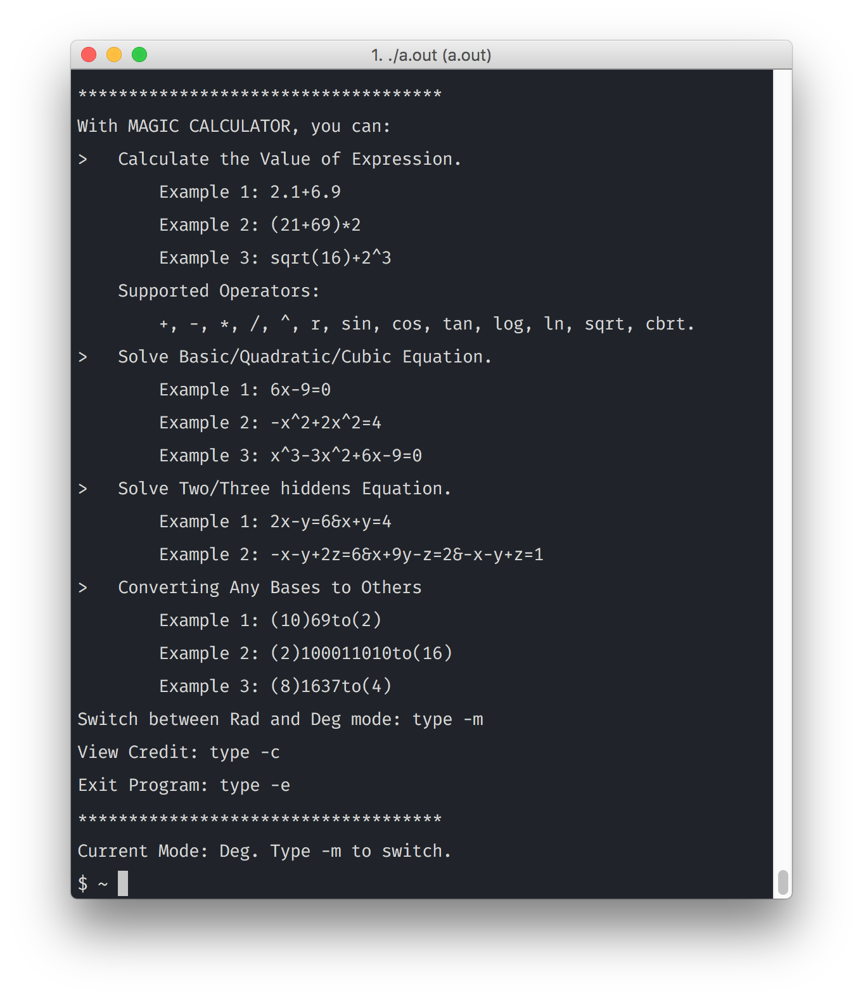 1. ./a.out (a.out)
************************************
With MAGIC CALCULATOR, you can:
>   Calculate the Value of Expression.
        Example 1: 2.1+6.9
        Example 2: (21+69)*2
        Example 3: sqrt(16)+2^3
    Supported Operators:
        +, -, *, /, ^, r, sin, cos, tan, log, ln, sqrt, cbrt.
>   Solve Basic/Quadratic/Cubic Equation.
        Example 1: 6x-9=0
        Example 2: -x^2+2x^2=4
        Example 3: x^3-3x^2+6x-9=0
>   Solve Two/Three hiddens Equation.
        Example 1: 2x-y=6&x+y=4
        Example 2: -x-y+2z=6&x+9y-z=2&-x-y+z=1
>   Converting Any Bases to Others
        Example 1: (10)69to(2)
        Example 2: (2)100011010to(16)
        Example 3: (8)1637to(4)
Switch between Rad and Deg mode: type -m
View Credit: type -c
Exit Program: type -e
************************************
Current Mode: Deg. Type -m to switch.
$ ~